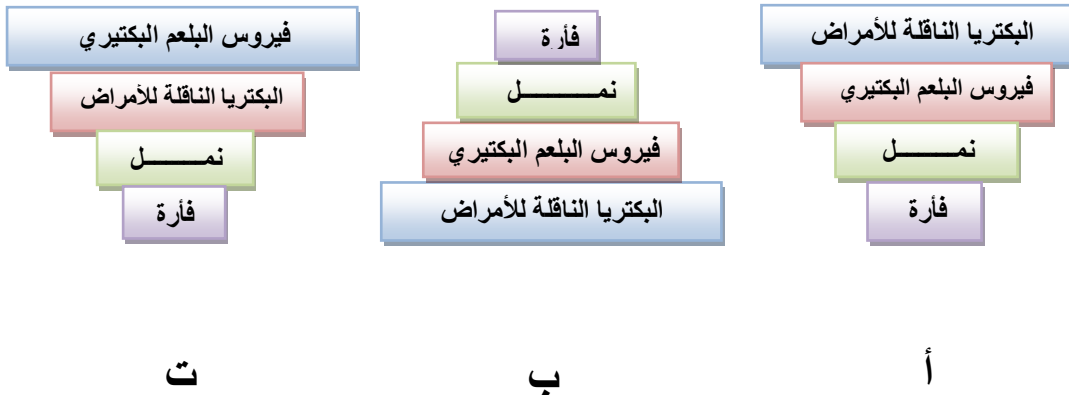 البكتريا الناقلة للأمراض
فيروس البلعم البكتيري
نمـــــــل
فأرة
أ
فأرة
نمـــــــل
فيروس البلعم البكتيري
البكتريا الناقلة للأمراض
ب
فيروس البلعم البكتيري
البكتريا الناقلة للأمراض
نمـــــــل
فأرة
ت